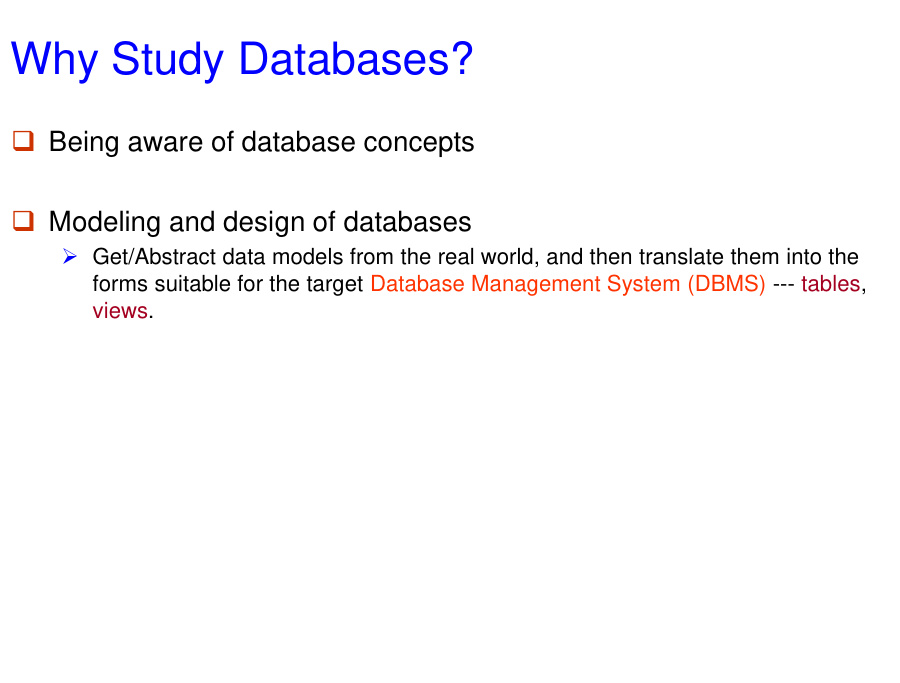 Why Study Databases?
Being aware of database concepts
Modeling and design of databases
Get/Abstract data models from the real world, and then translate them into the
forms suitable for the target Database Management System (DBMS) --- tables,
views.